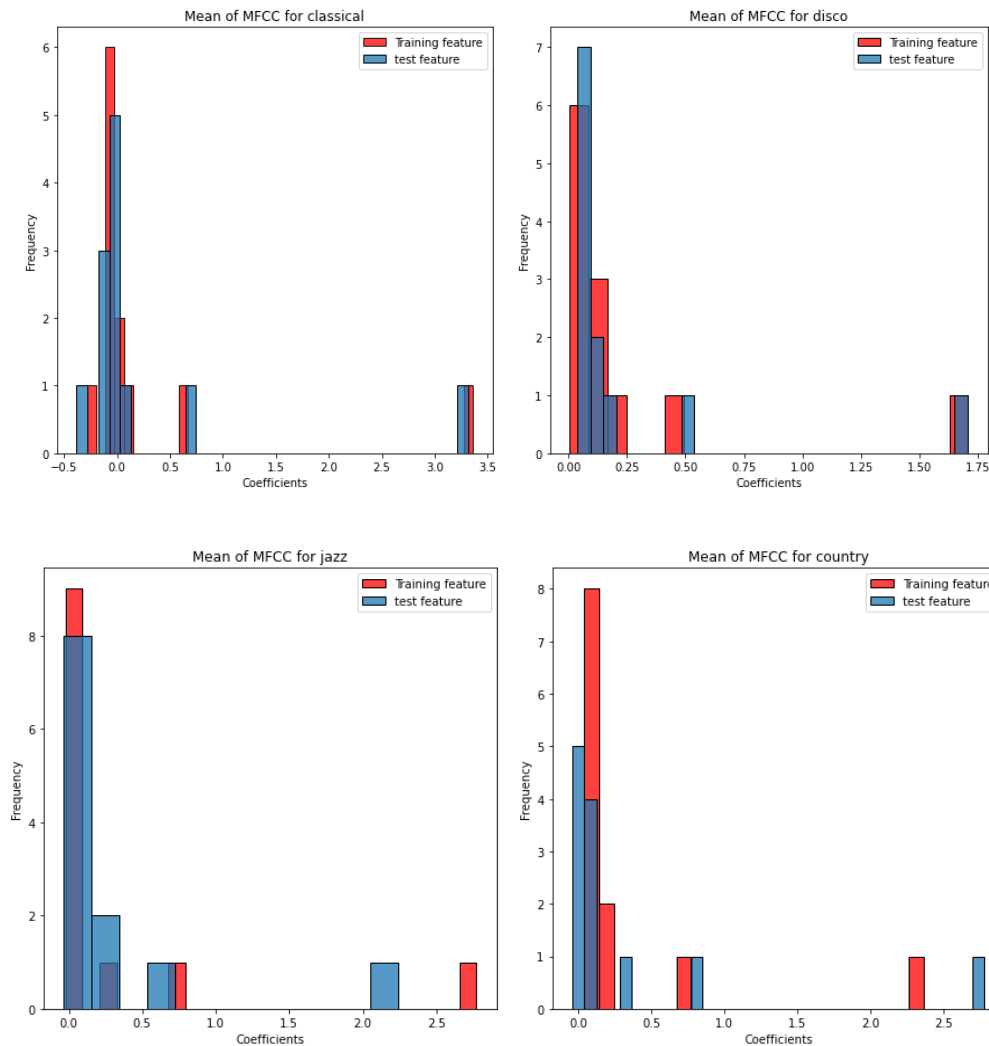 Mean of MFCC for classical
Training feature
test feature
6
5
4
3
2
1
0
Frequency
−0.5 0.0 0.5 1.0 1.5 2.0 2.5 3.0 3.5
Coefficients
Mean of MFCC for disco
Training feature
test feature
7
6
5
4
3
2
1
0
Frequency
0.00 0.25 0.50 0.75 1.00 1.25 1.50 1.75
Coefficients
Mean of MFCC for jazz
Training feature
test feature
8
6
4
2
0
Frequency
0.0 0.5 1.0 1.5 2.0 2.5
Coefficients
Mean of MFCC for country
Training feature
test feature
8
7
6
5
4
3
2
1
0
Frequency
0.0 0.5 1.0 1.5 2.0 2.5
Coefficients